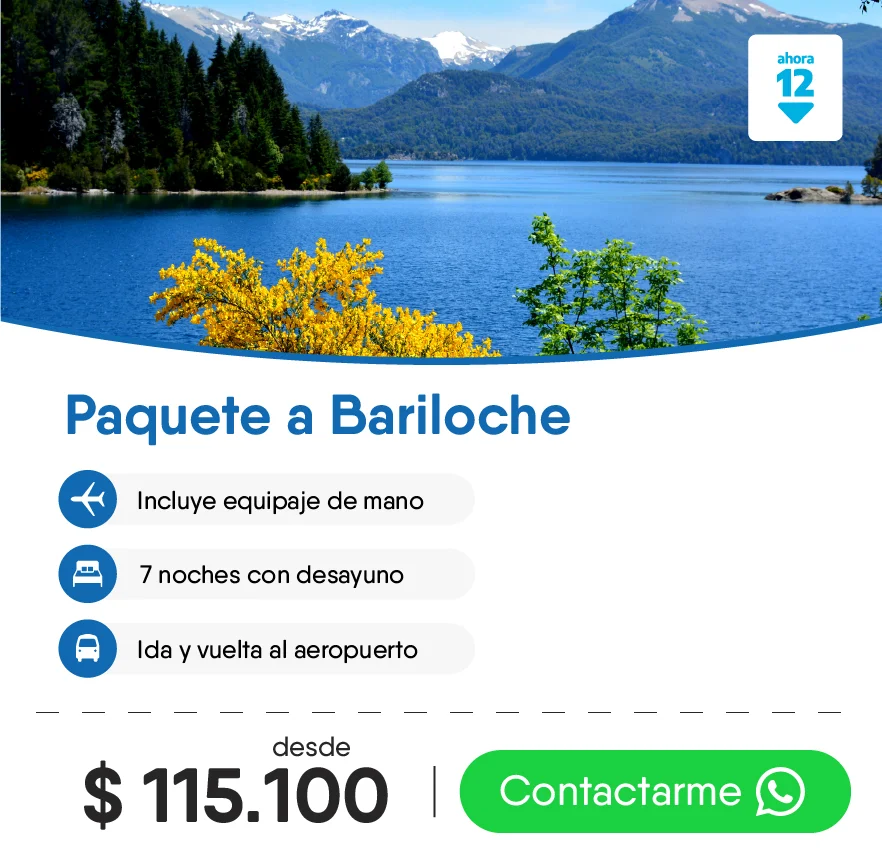 ahora
12
Paquete a Bariloche
Incluye equipaje de mano
7 noches con desayuno
Ida y vuelta al aeropuerto
desde
$ 115.100
Contactarme